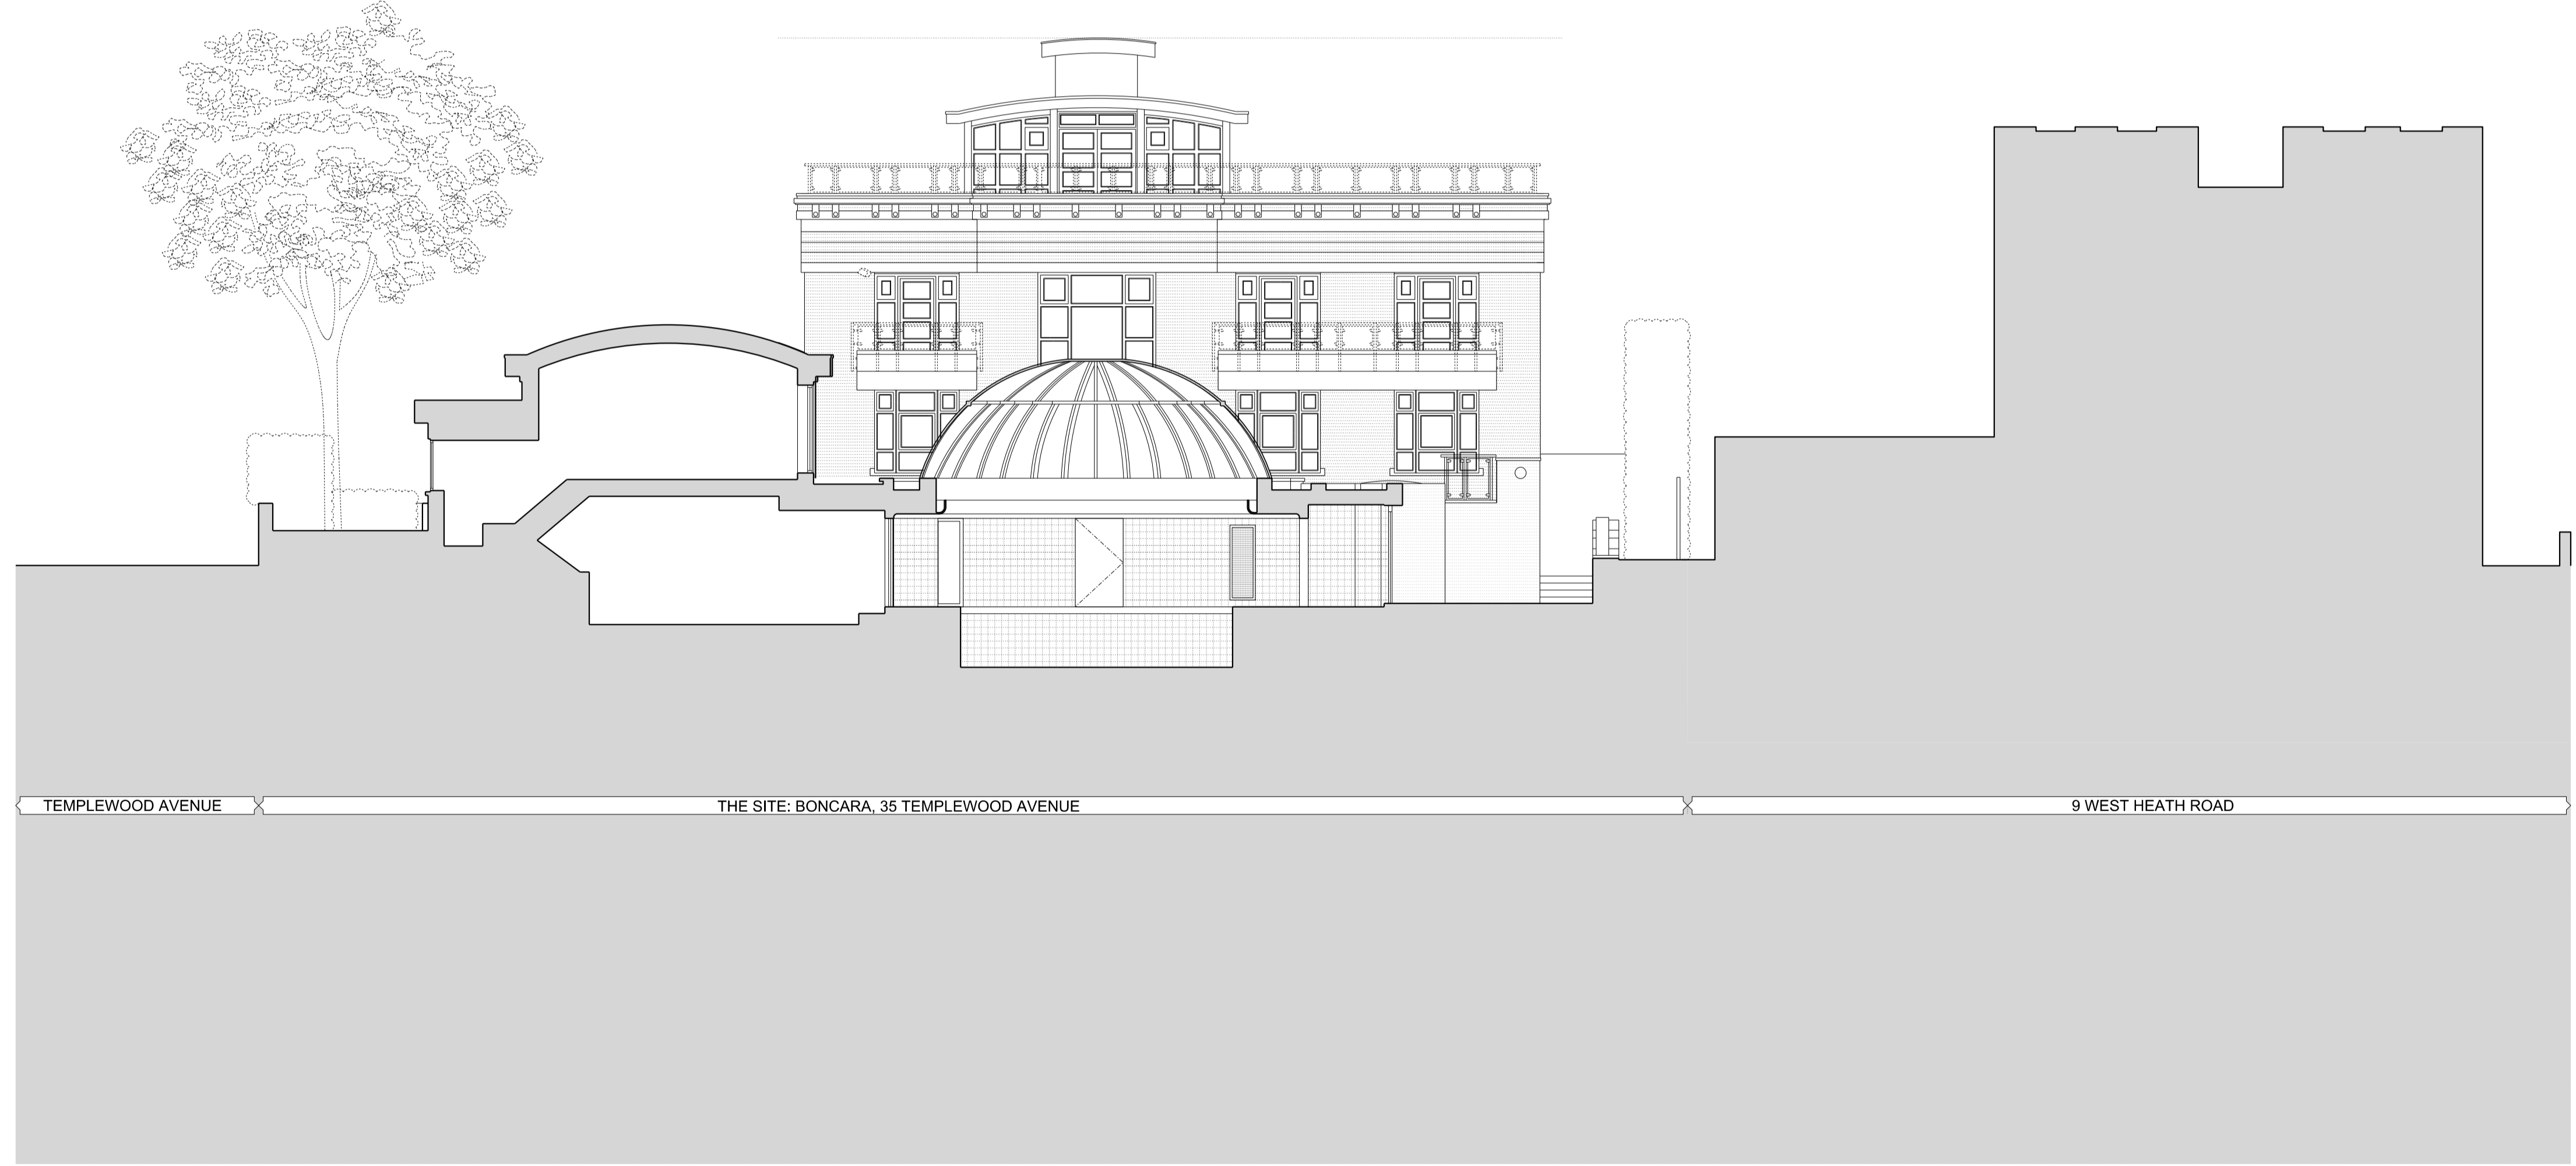 TEMPLEWOOD AVENUE
THE SITE: BONCARA, 35 TEMPLEWOOD AVENUE
9 WEST HEATH ROAD